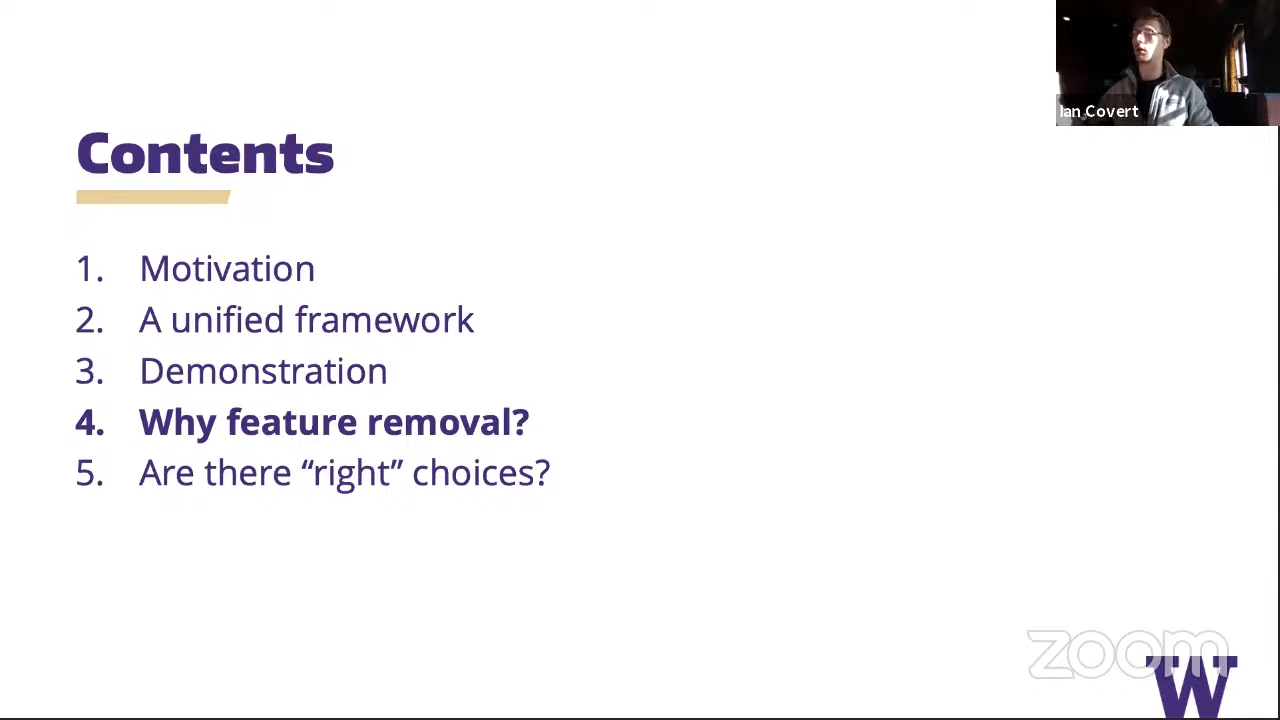 Ian Covert
Contents
1. Motivation
2. A unified framework
3. Demonstration
4. Why feature removal?
5. Are there “right” choices?
zoom
W